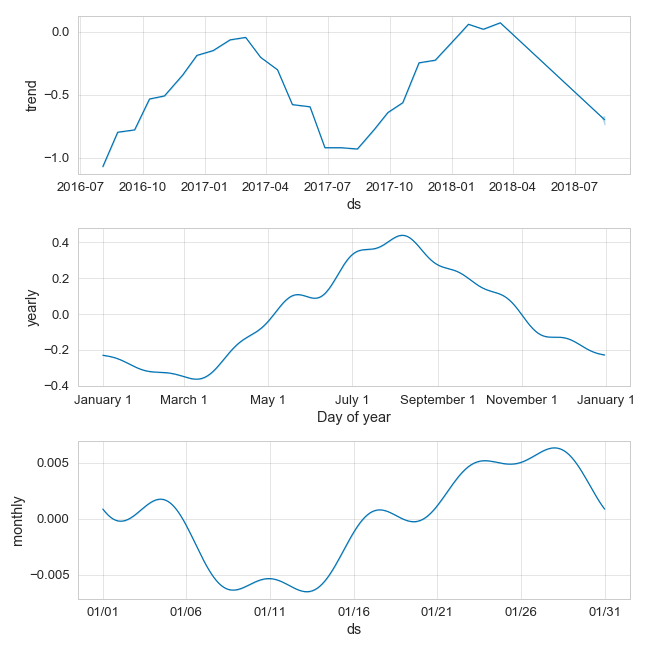 0.0
−0.5
−1.0
trend
2016-07 2016-10 2017-01 2017-04 2017-07 2017-10 2018-01 2018-04 2018-07
ds
0.4
0.2
0.0
−0.2
−0.4
yearly
January 1 March 1 May 1 July 1 September 1 November 1 January 1
Day of year
0.005
0.000
−0.005
monthly
01/01 01/06 01/11 01/16 01/21 01/26 01/31
ds